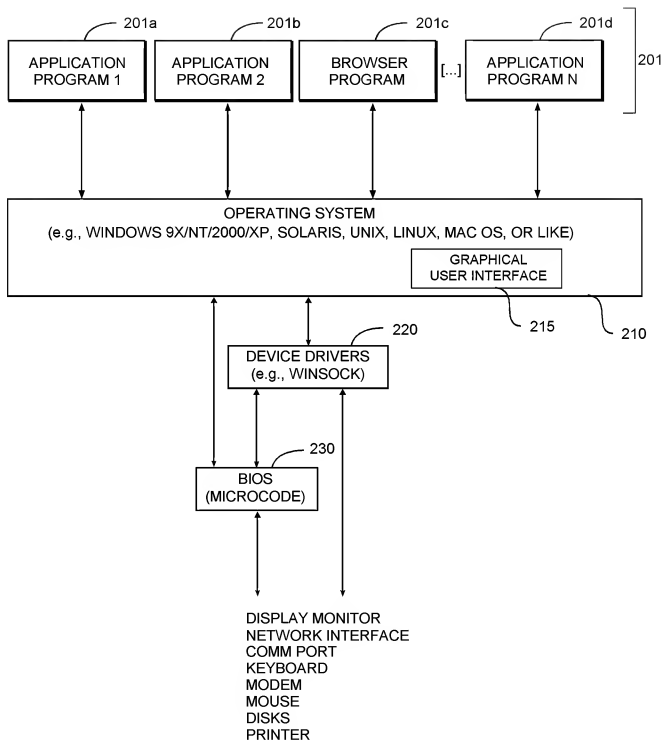 201a
201b
201c
201d
201
APPLICATION
PROGRAM 1
APPLICATION
PROGRAM 2
BROWSER
PROGRAM
[...]
APPLICATION
PROGRAM N
OPERATING SYSTEM
(e.g., WINDOWS 9X/NT/2000/XP, SOLARIS, UNIX, LINUX, MAC OS, OR LIKE)
GRAPHICAL
USER INTERFACE
215
210
220
DEVICE DRIVERS
(e.g., WINSOCK)
230
BIOS
(MICROCODE)
DISPLAY MONITOR
NETWORK INTERFACE
COMM PORT
KEYBOARD
MODEM
MOUSE
DISKS
PRINTER